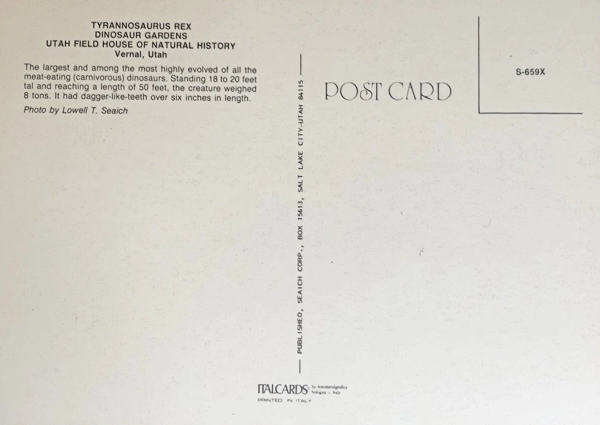 TYRANNOSAURUS REX
DINOSAUR GARDENS
UTAH FIELD HOUSE OF NATURAL HISTORY
Vernal, Utah
The largest and among the most highly evolved of all the
meat-eating (carnivorous) dinosaurs. Standing 18 to 20 feet
tal and reaching a length of 50 feet, the creature weighed
8 tons. It had dagger-like-teeth over six inches in length.
Photo by Lowell T. Seaich
PUBLISHED, SEAICH CORP., BOX 15613, SALT LAKE CITY-UTAH 84115
POST CARD
S-659X
ITALCARDS
bologna - italy
PRINTED IN ITALY